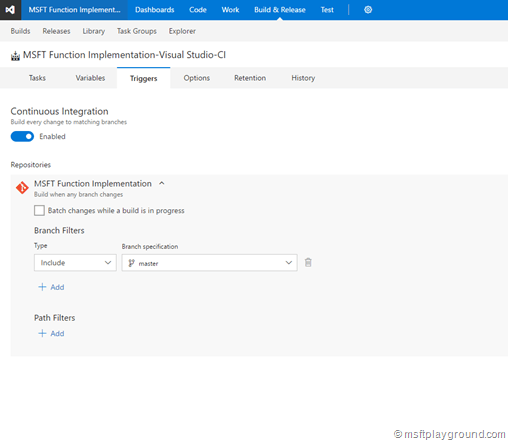 MSFT Function Implement... Dashboards Code Work Build & Release Test
Builds Releases Library Task Groups Explorer
MSFT Function Implementation-Visual Studio-CI
Tasks Variables Triggers Options Retention History
Continuous Integration
Build every change to matching branches
Enabled
Repositories
MSFT Function Implementation
Build when any branch changes
Batch changes while a build is in progress
Branch Filters
Type Branch specification
Include master
+ Add
Path Filters
+ Add
© msftplayground.com